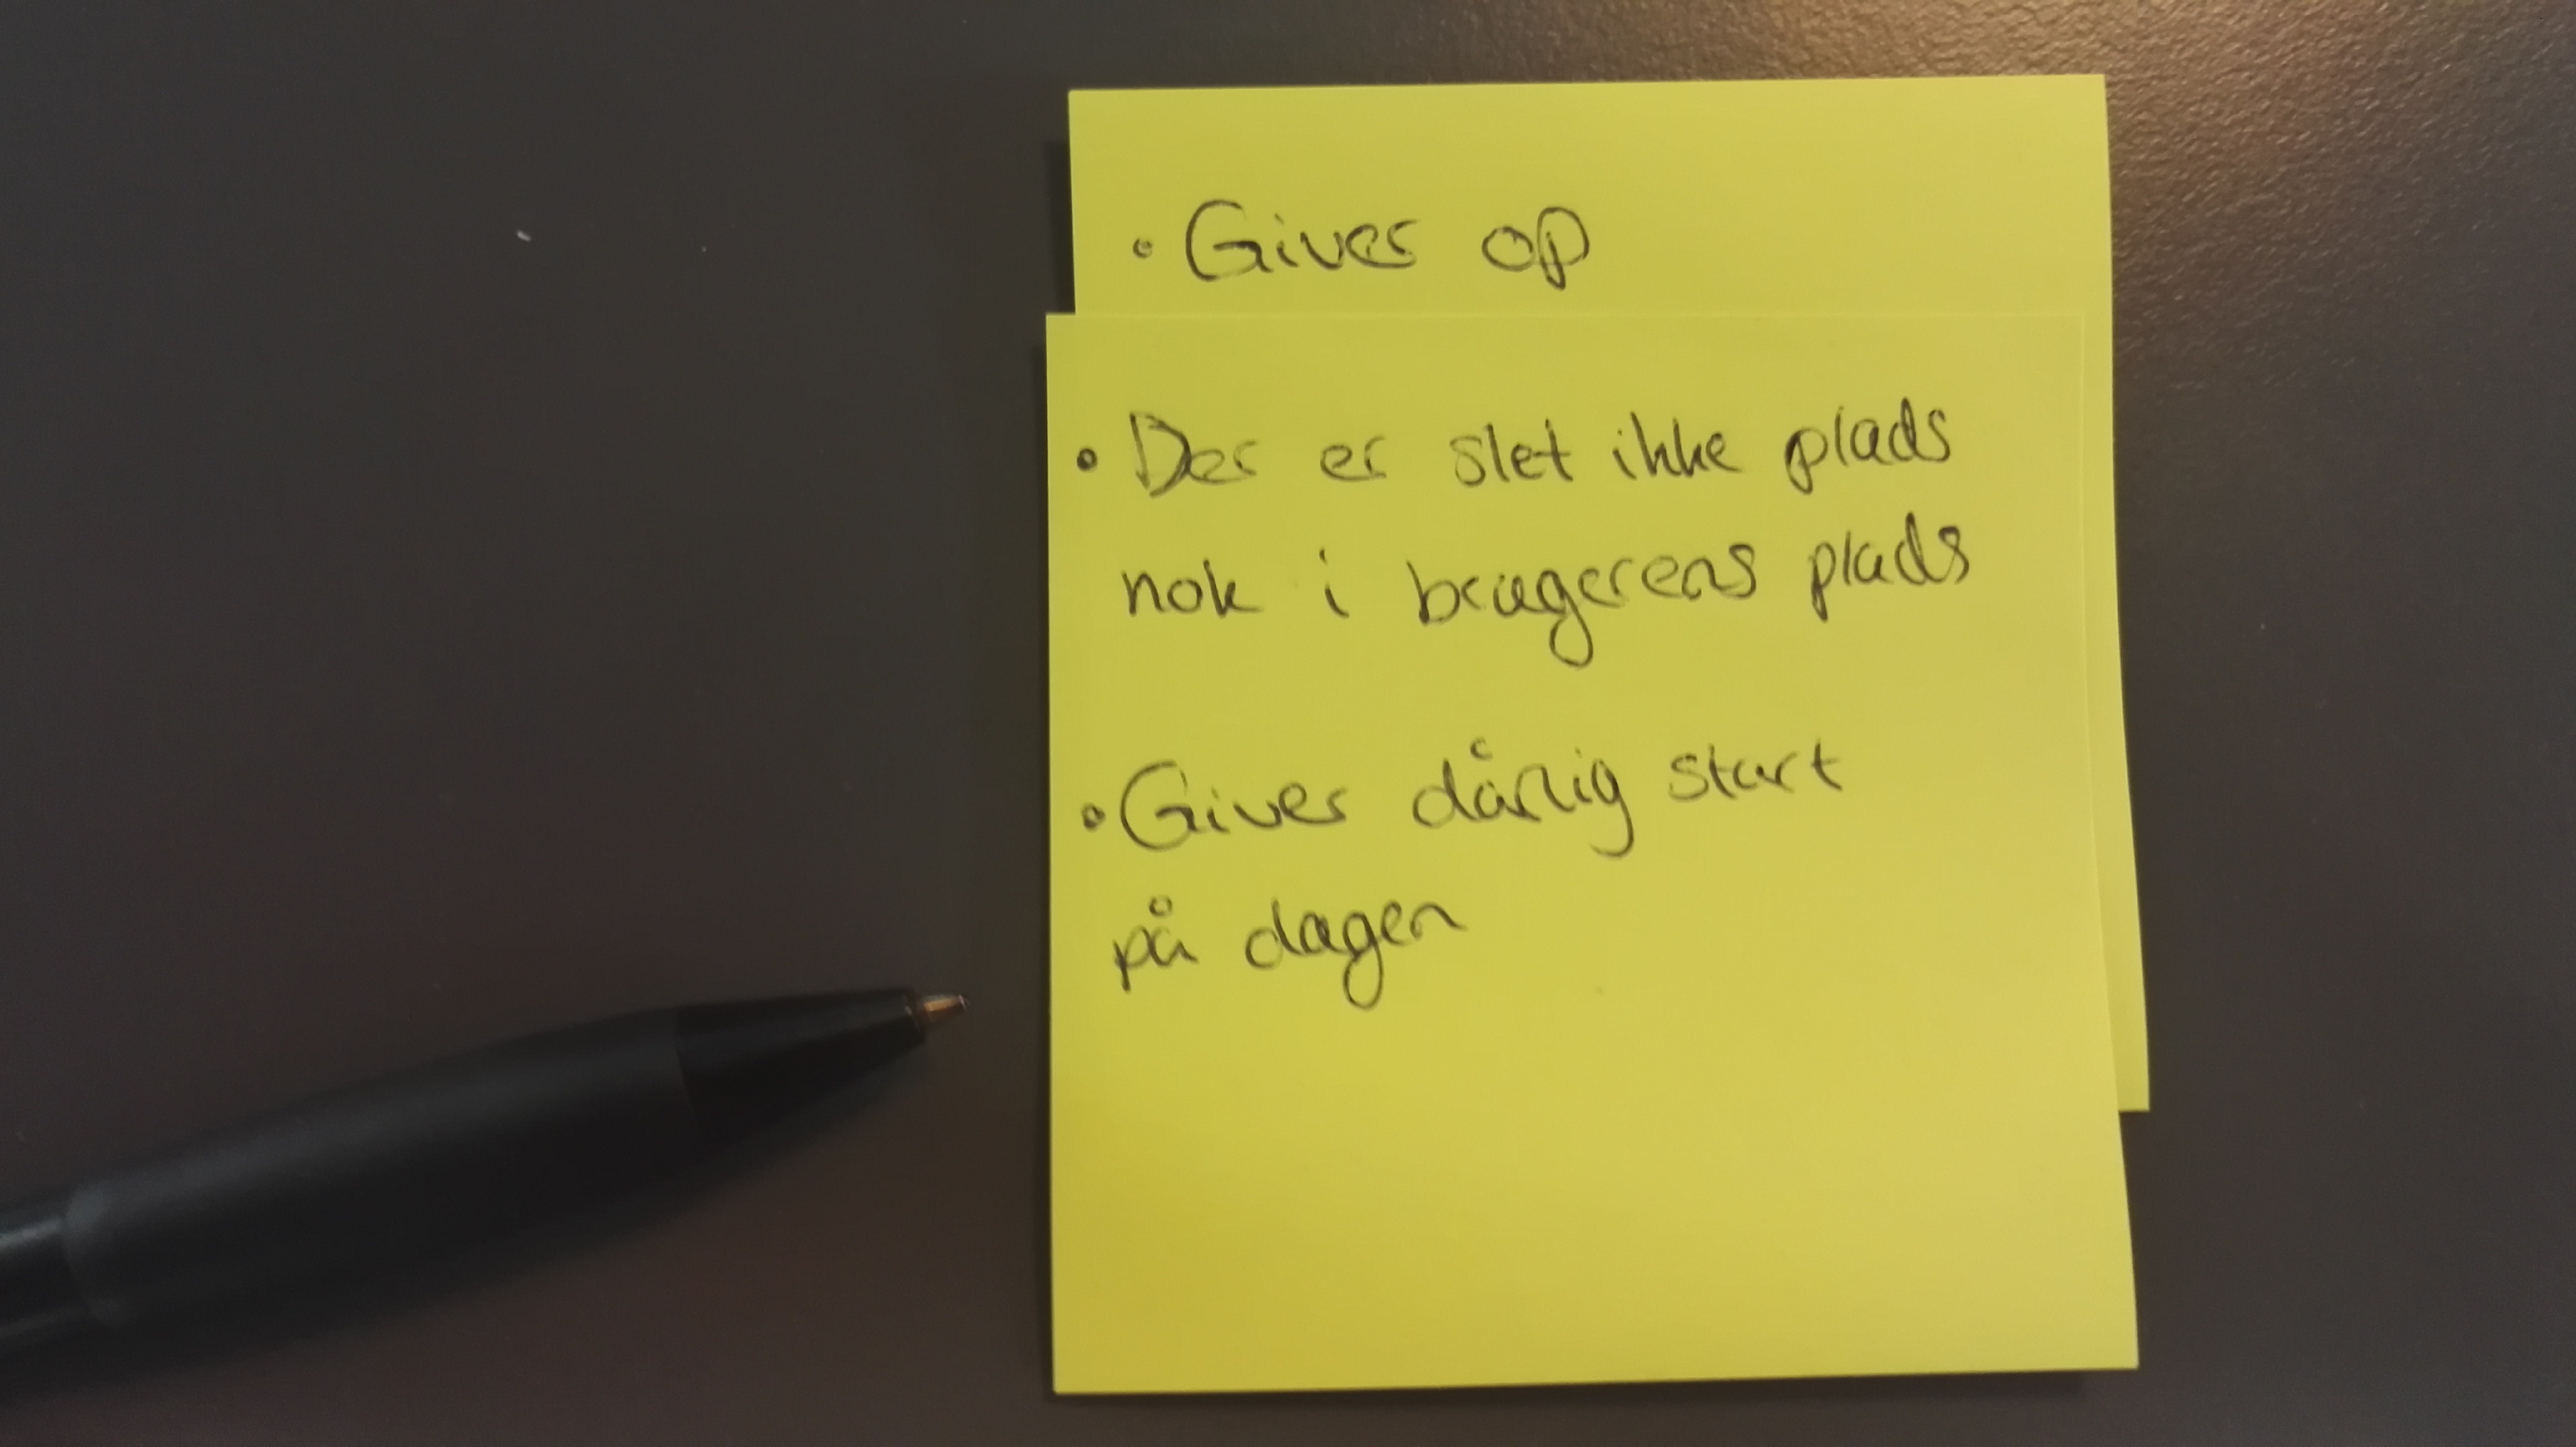 • Giver op
• Der er slet ikke plads
nok i brugerens plads
• Giver dårlig start
på dagen